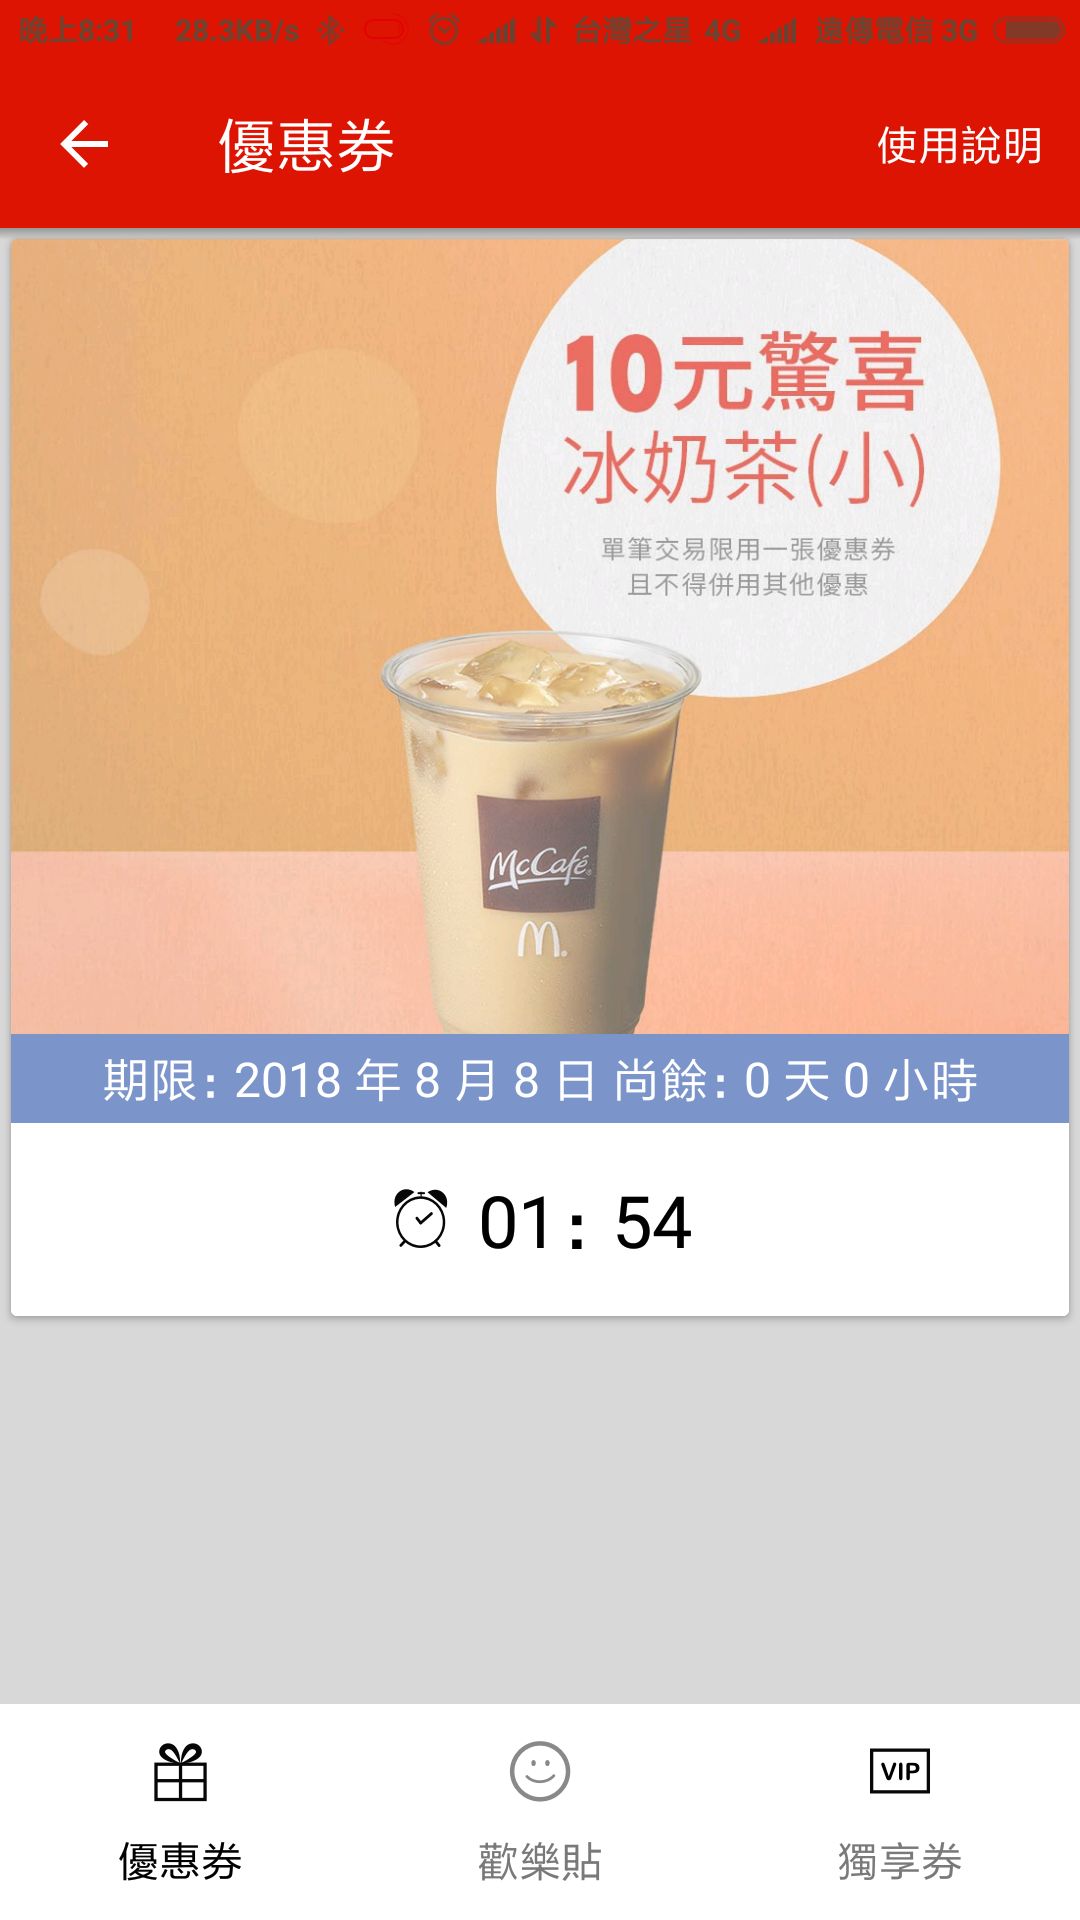 晚上8:31 28.3KB/s 台灣之星 4G 遠傳電信 3G
優惠券
使用說明
10元驚喜
冰奶茶(小)
單筆交易限用一張優惠券
且不得併用其他優惠
McCafé
M
期限: 2018 年 8 月 8 日 尚餘: 0 天 0 小時
01: 54
VIP
優惠券
歡樂貼
獨享券